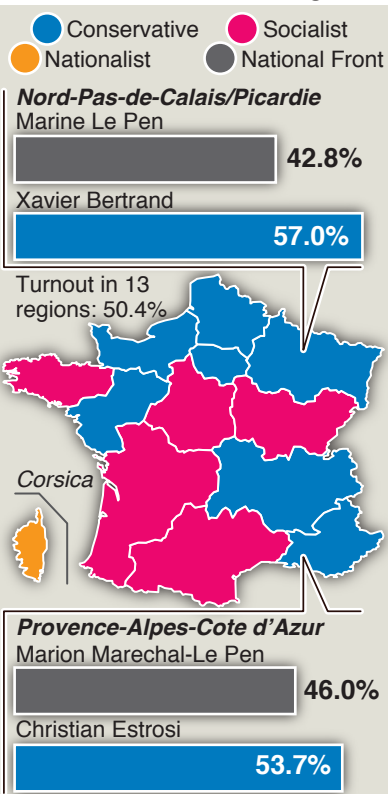 Conservative Socialist
Nationalist National Front
Nord-Pas-de-Calais/Picardie
Marine Le Pen
42.8%
Xavier Bertrand
57.0%
Turnout in 13
regions: 50.4%
Corsica
Provence-Alpes-Cote d’Azur
Marion Marechal-Le Pen
46.0%
Christian Estrosi
53.7%